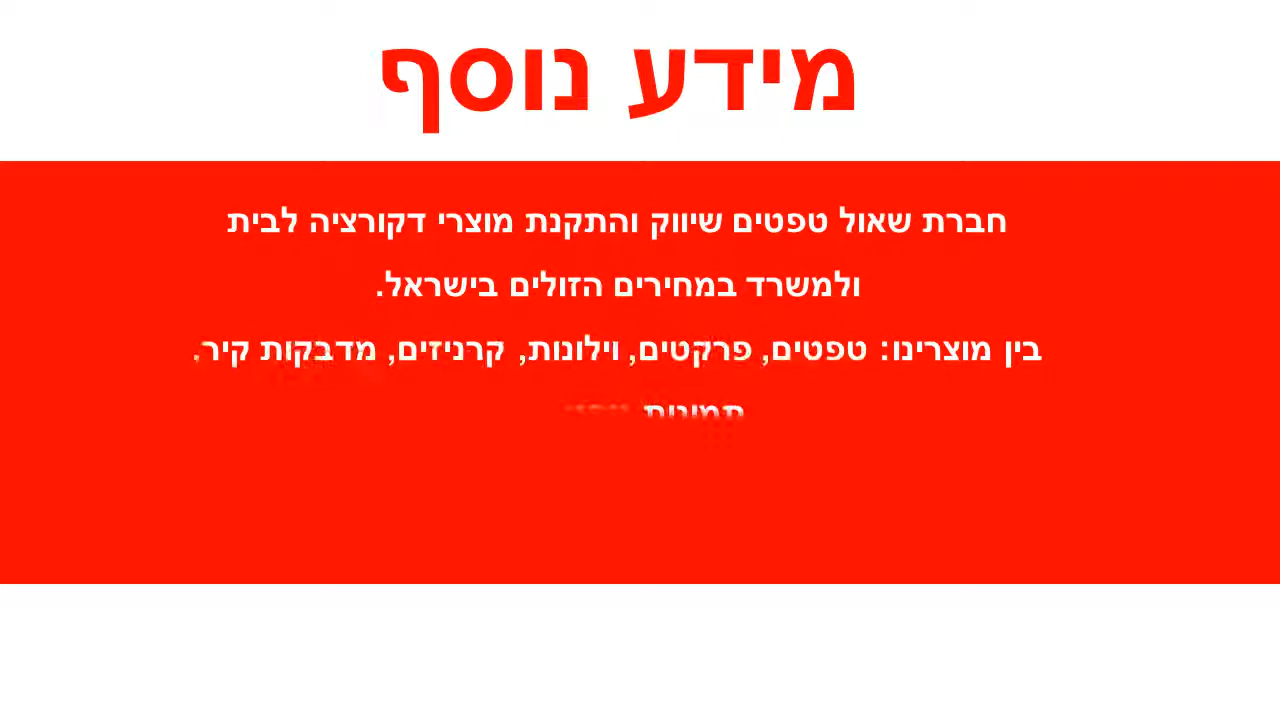 מידע נוסף
חברת שאול טפטים שיווק והתקנת מוצרי דקורציה לבית
ולמשרד במחירים הזולים בישראל.
בין מוצרינו: טפטים, פרקטים, וילונות, קרניזים, מדבקות קיר,
תמונות